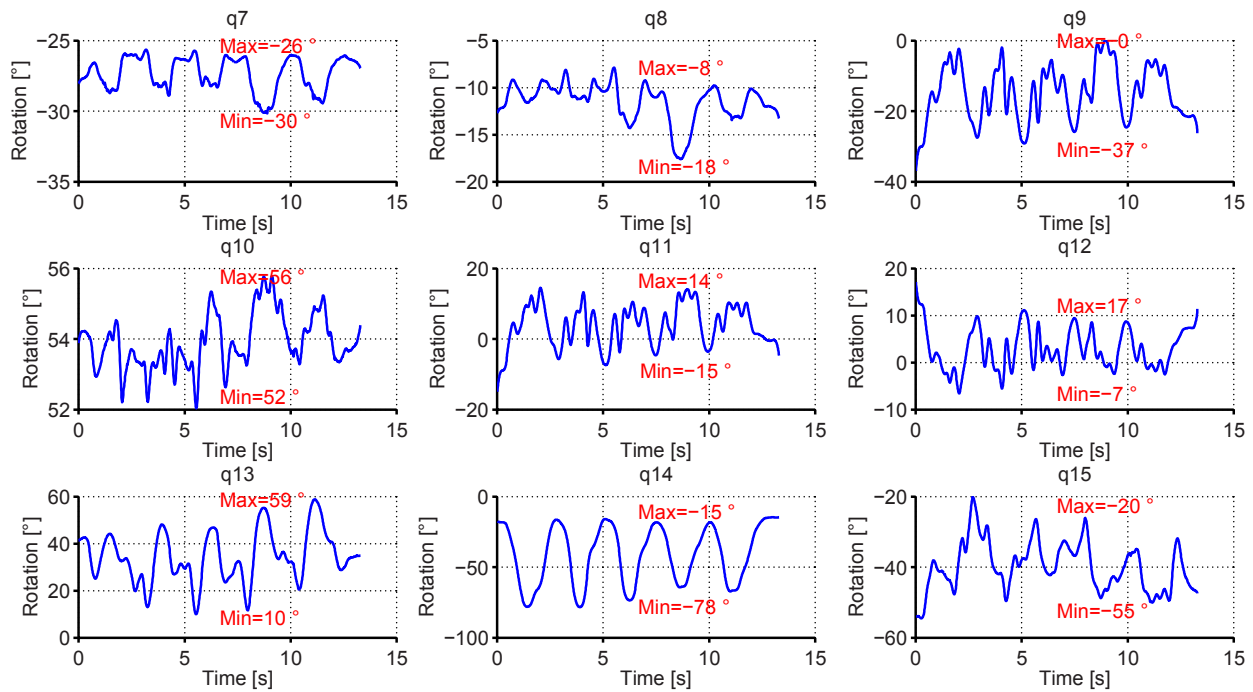 q7
−25
−30
−35
Rotation [°]
Max=−26 °
Min=−30 °
0
5
10
15
Time [s]
q8
−5
−10
−15
−20
Rotation [°]
Max=−8 °
Min=−18 °
0
5
10
15
Time [s]
q9
0
−20
−40
Rotation [°]
Max=−0 °
Min=−37 °
0
5
10
15
Time [s]
q10
56
54
52
Rotation [°]
Max=56 °
Min=52 °
0
5
10
15
Time [s]
q11
20
0
−20
Rotation [°]
Max=14 °
Min=−15 °
0
5
10
15
Time [s]
q12
20
10
0
−10
Rotation [°]
Max=17 °
Min=−7 °
0
5
10
15
Time [s]
q13
60
40
20
0
Rotation [°]
Max=59 °
Min=10 °
0
5
10
15
Time [s]
q14
0
−50
−100
Rotation [°]
Max=−15 °
Min=−78 °
0
5
10
15
Time [s]
q15
−20
−40
−60
Rotation [°]
Max=−20 °
Min=−55 °
0
5
10
15
Time [s]